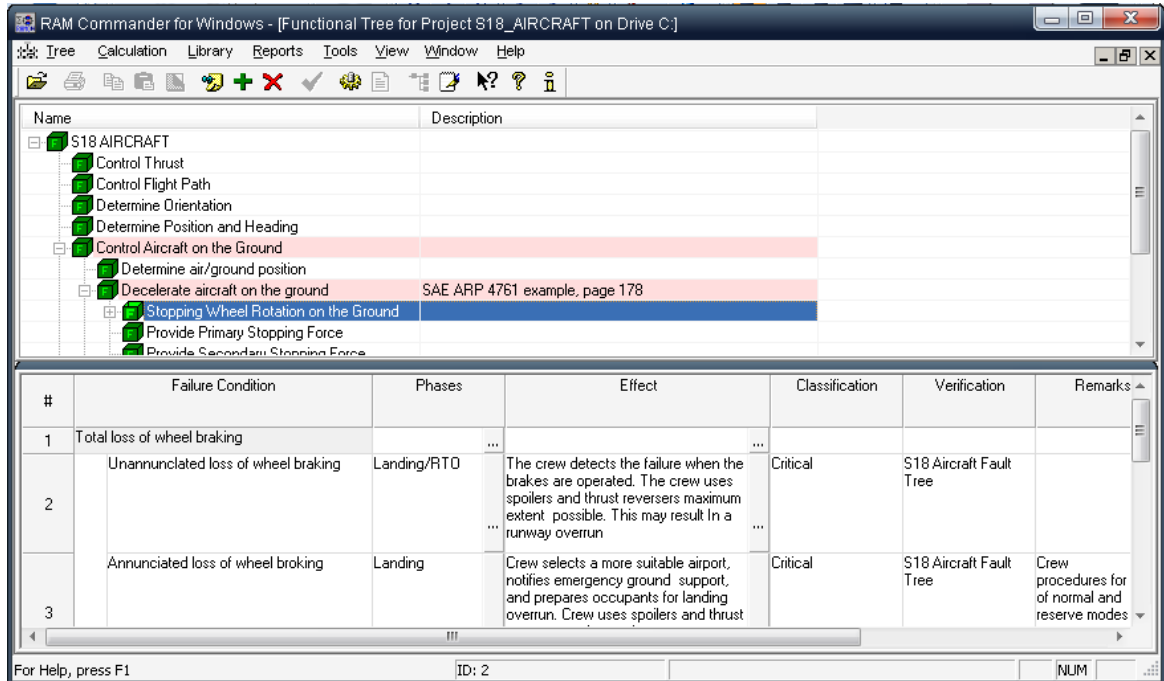 RAM Commander for Windows - [Functional Tree for Project S18_AIRCRAFT on Drive C:]
Tree Calculation Library Reports Tools View Window Help
Name Description
S18 AIRCRAFT
Control Thrust
Control Flight Path
Determine Orientation
Determine Position and Heading
Control Aircraft on the Ground
Determine air/ground position
Decelerate aircraft on the ground SAE ARP 4761 example, page 178
Stopping Wheel Rotation on the Ground
Provide Primary Stopping Force
Provide Secondary Stopping Force
# Failure Condition Phases Effect Classification Verification Remarks
1 Total loss of wheel braking ... ...
2 Unannunclated loss of wheel braking Landing/RTO ... The crew detects the failure when the
brakes are operated. The crew uses
spoilers and thrust reversers maximum
extent possible. This may result In a
runway overrun ... Critical S18 Aircraft Fault
Tree
3 Annunciated loss of wheel broking Landing Crew selects a more suitable airport,
notifies emergency ground support,
and prepares occupants for landing
overrun. Crew uses spoilers and thrust
Critical S18 Aircraft Fault
Tree
Crew
procedures for
of normal and
reserve modes
For Help, press F1 ID: 2 NUM